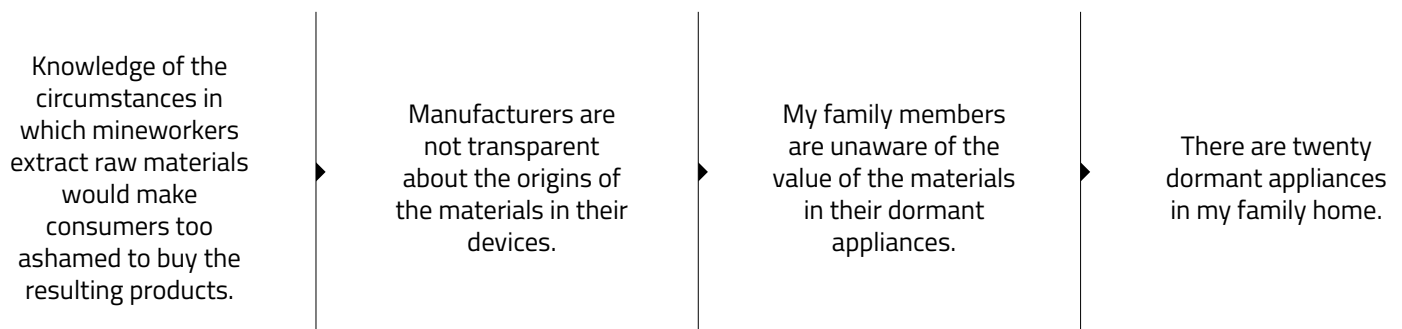 Knowledge of the
circumstances in
which mineworkers
extract raw materials
would make
consumers too
ashamed to buy the
resulting products.
Manufacturers are
not transparent
about the origins of
the materials in their
devices.
My family members
are unaware of the
value of the materials
in their dormant
appliances.
There are twenty
dormant appliances
in my family home.